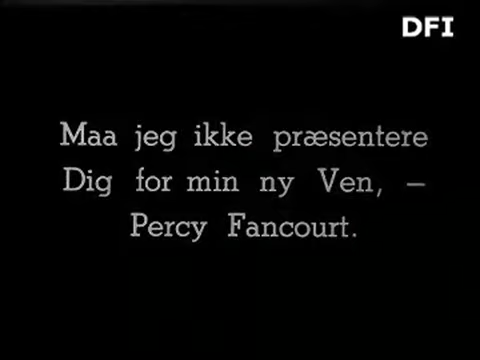 DFI
Maa jeg ikke præsentere
Dig for min ny Ven, —
Percy Fancourt.